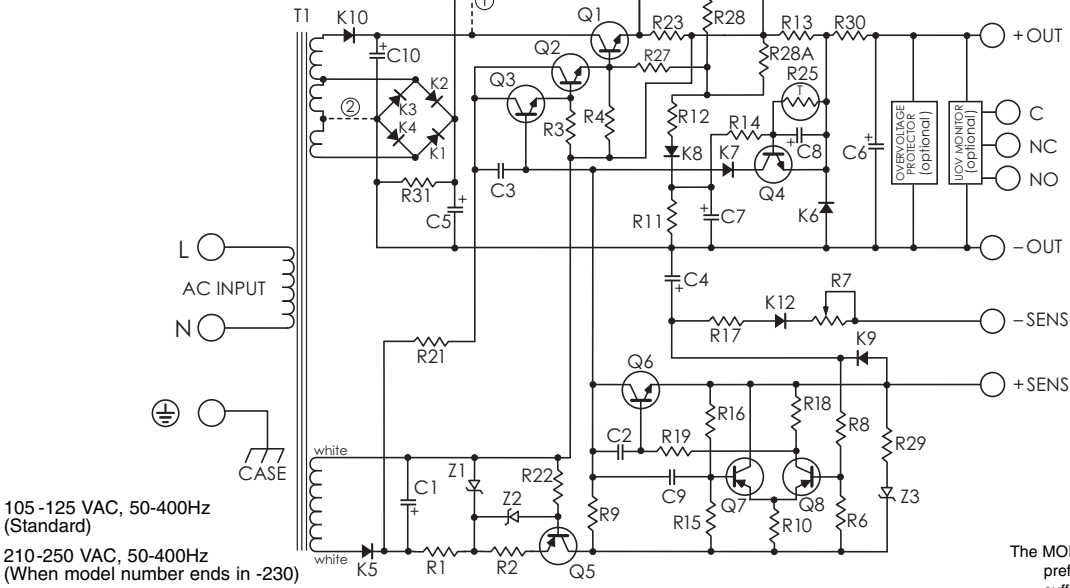 ①
T1
K10
Q1
R23
R28
R13
R30
+OUT
+
C10
Q2
R27
R28A
K2
Q3
R25
T
②
K3
R12
R14
C
K4
R3
R4
+
C8
C6
+
OVERVOLTAGE
PROTECTOR
(optional)
UOV MONITOR
(optional)
K1
K8
K7
NC
C3
Q4
NO
R31
C5
+
R11
+
C7
K6
L
−OUT
AC INPUT
C4
+
R7
K12
N
−SENS
R17
R21
K9
Q6
+SENS
R16
R18
R8
C2
R19
R29
CASE
white
Z1
R22
C1
+
Z2
C9
Q7
Q8
Z3
105-125 VAC, 50-400Hz
(Standard)
R9
R15
R10
R6
210-250 VAC, 50-400Hz
(When model number ends in -230)
white
K5
R1
R2
Q5
The MO
pref